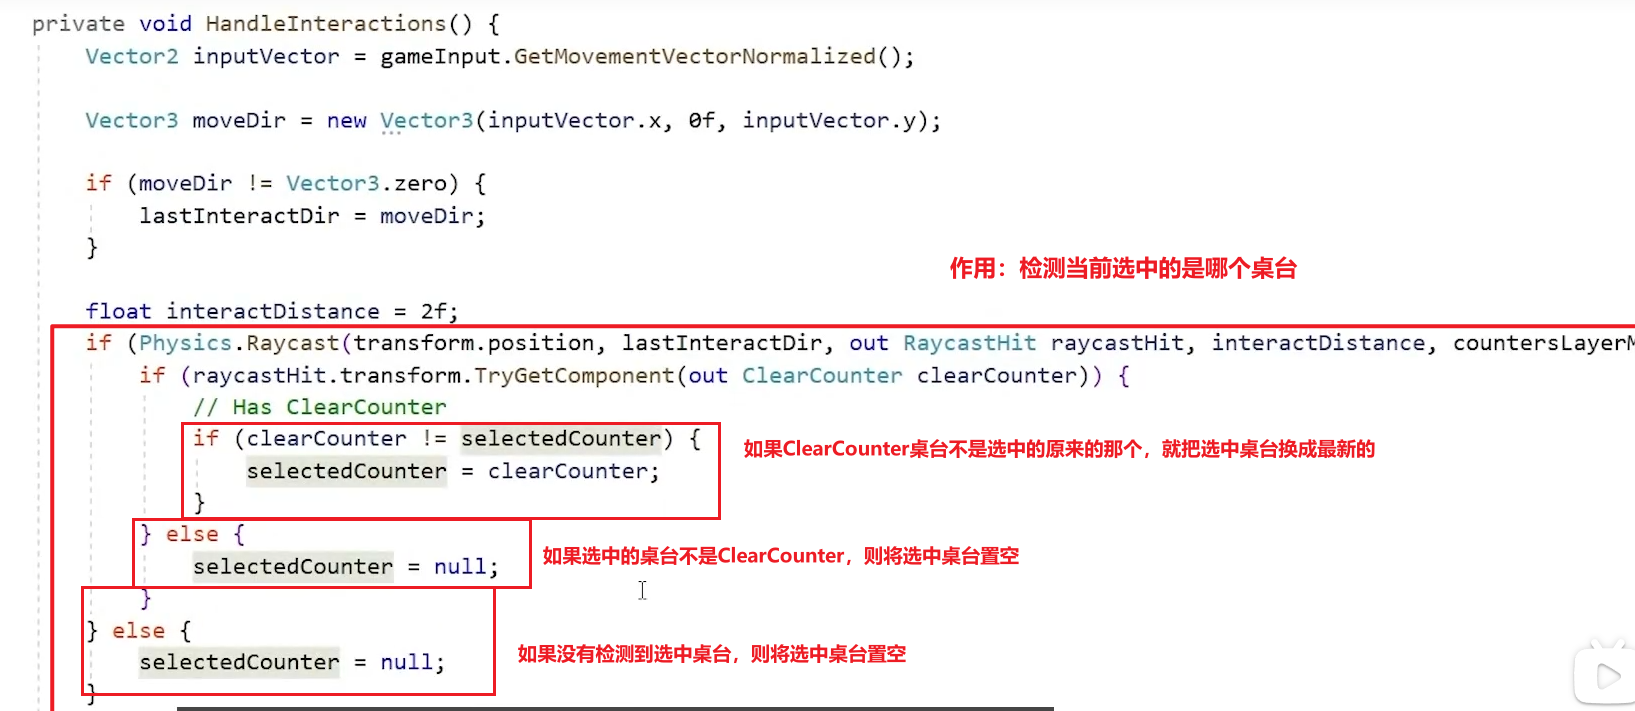 private void HandleInteractions() {
Vector2 inputVector = gameInput.GetMovementVectorNormalized();
Vector3 moveDir = new Vector3(inputVector.x, 0f, inputVector.y);
if (moveDir != Vector3.zero) {
lastInteractDir = moveDir;
}
作用：检测当前选中的是哪个桌台
float interactDistance = 2f;
if (Physics.Raycast(transform.position, lastInteractDir, out RaycastHit raycastHit, interactDistance, countersLayerM
if (raycastHit.transform.TryGetComponent(out ClearCounter clearCounter)) {
// Has ClearCounter
if (clearCounter != selectedCounter) {
如果ClearCounter桌台不是选中的原来的那个，就把选中桌台换成最新的
selectedCounter = clearCounter;
}
} else {
如果选中的桌台不是ClearCounter，则将选中桌台置空
selectedCounter = null;
}
} else {
如果没有检测到选中桌台，则将选中桌台置空
selectedCounter = null;
}